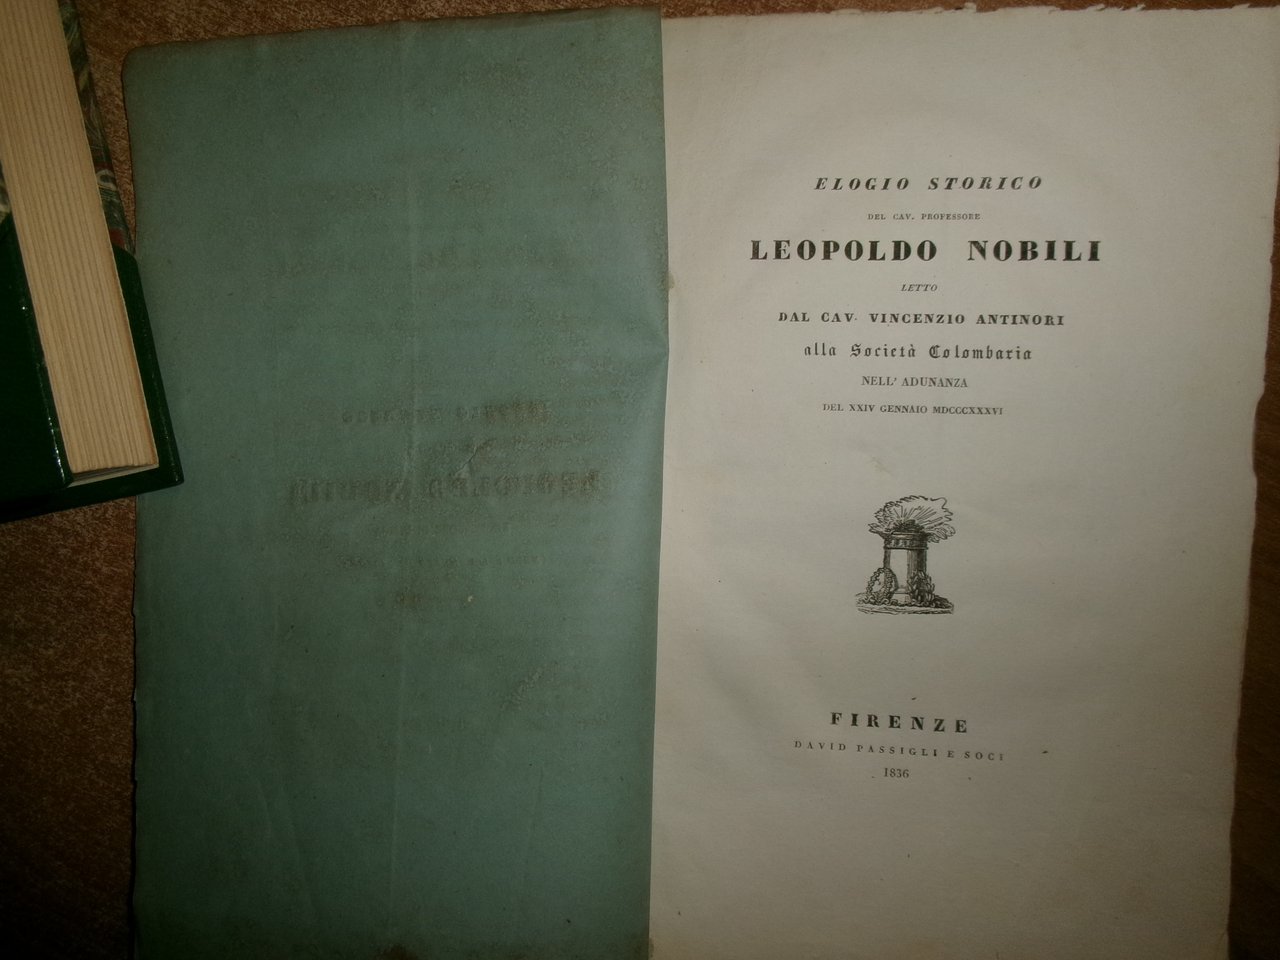 ELOGIO STORICO
DEL CAV. PROFESSORE
LEOPOLDO NOBILI
LETTO
DAL CAV. VINCENZIO ANTINORI
alla Società Colombaria
NELL' ADUNANZA
DEL XXIV GENNAIO MDCCCXXXVI
FIRENZE
DAVID PASSIGLI E SOCI
1836